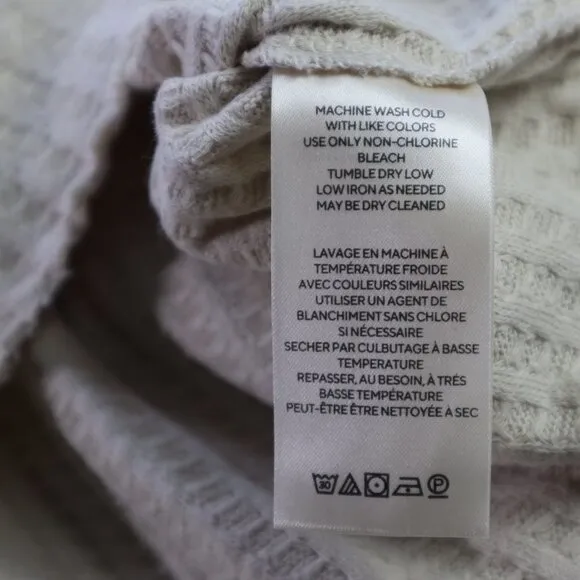 MACHINE WASH COLD
WITH LIKE COLORS
USE ONLY NON-CHLORINE
BLEACH
TUMBLE DRY LOW
LOW IRON AS NEEDED
MAY BE DRY CLEANED
LAVAGE EN MACHINE À
TEMPÉRATURE FROIDE
AVEC COULEURS SIMILAIRES
UTILISER UN AGENT DE
BLANCHIMENT SANS CHLORE
SI NÉCESSAIRE
SECHER PAR CULBUTAGE À BASSE
TEMPERATURE
REPASSER, AU BESOIN, À TRÉS
BASSE TEMPÉRATURE
PEUT-ÊTRE ÊTRE NETTOYÉE À SEC
30 P